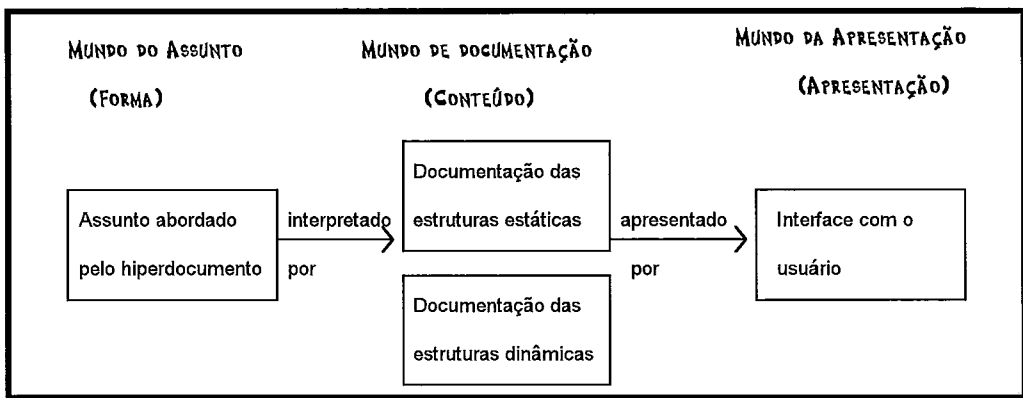 MUNDO DO ASSUNTO
(FORMA)
MUNDO DE DOCUMENTAÇÃO
(CONTEÚDO)
MUNDO DA APRESENTAÇÃO
(APRESENTAÇÃO)
Assunto abordado
pelo hiperdocumento
interpretado
por
Documentação das
estruturas estáticas
Documentação das
estruturas dinâmicas
apresentado
por
Interface com o
usuário